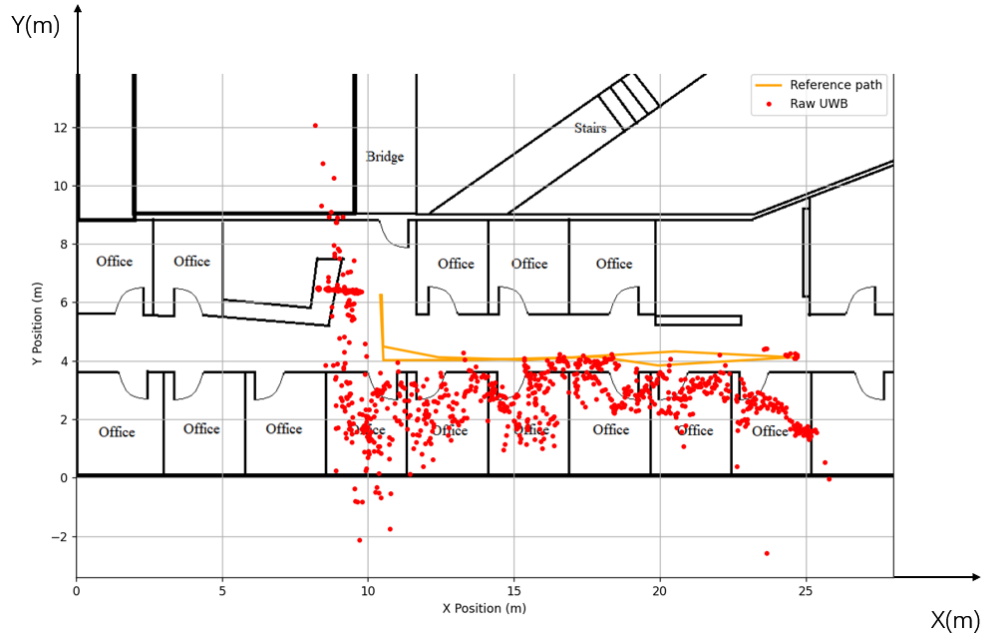 Y(m)
Reference path
Raw UWB
Stairs
Bridge
12
10
8
6
4
2
0
−2
Y Position (m)
Office
Office
Office
Office
Office
Office
Office
Office
Office
Office
Office
Office
Office
Office
0
5
10
15
20
25
X Position (m)
X(m)